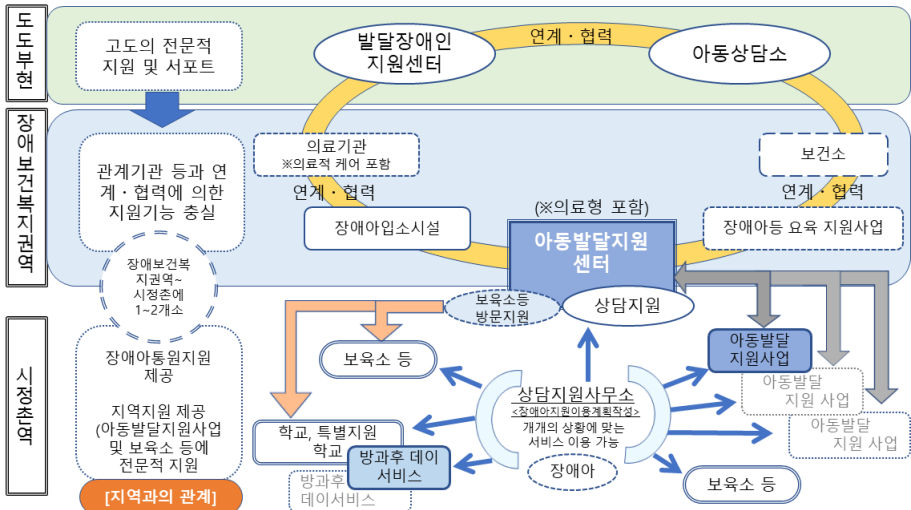 도도부현
고도의 전문적
지원 및 서포트
발달장애인
지원센터
연계・협력
아동상담소
장애보건복지권역
관계기관 등과 연
계・협력에 의한
지원기능 충실
의료기관
※의료적 케어 포함
보건소
연계・협력
연계・협력
장애아입소시설
(※의료형 포함)
아동발달지원
센터
장애아등 요육 지원사업
장애보건복
지권역~
시정촌에
1~2개소
보육소등
방문지원
상담지원
시정촌역
장애아통원지원
제공
지역지원 제공
(아동발달지원사업
및 보육소 등에
전문적 지원
[지역과의 관계]
보육소 등
아동발달
지원사업
아동발달
지원 사업
아동발달
지원 사업
상담지원사무소
<장애아지원이용계획작성>
개개의 상황에 맞는
서비스 이용 가능
장애아
학교, 특별지원
학교
방과후 데이
서비스
방과후
데이서비스
보육소 등